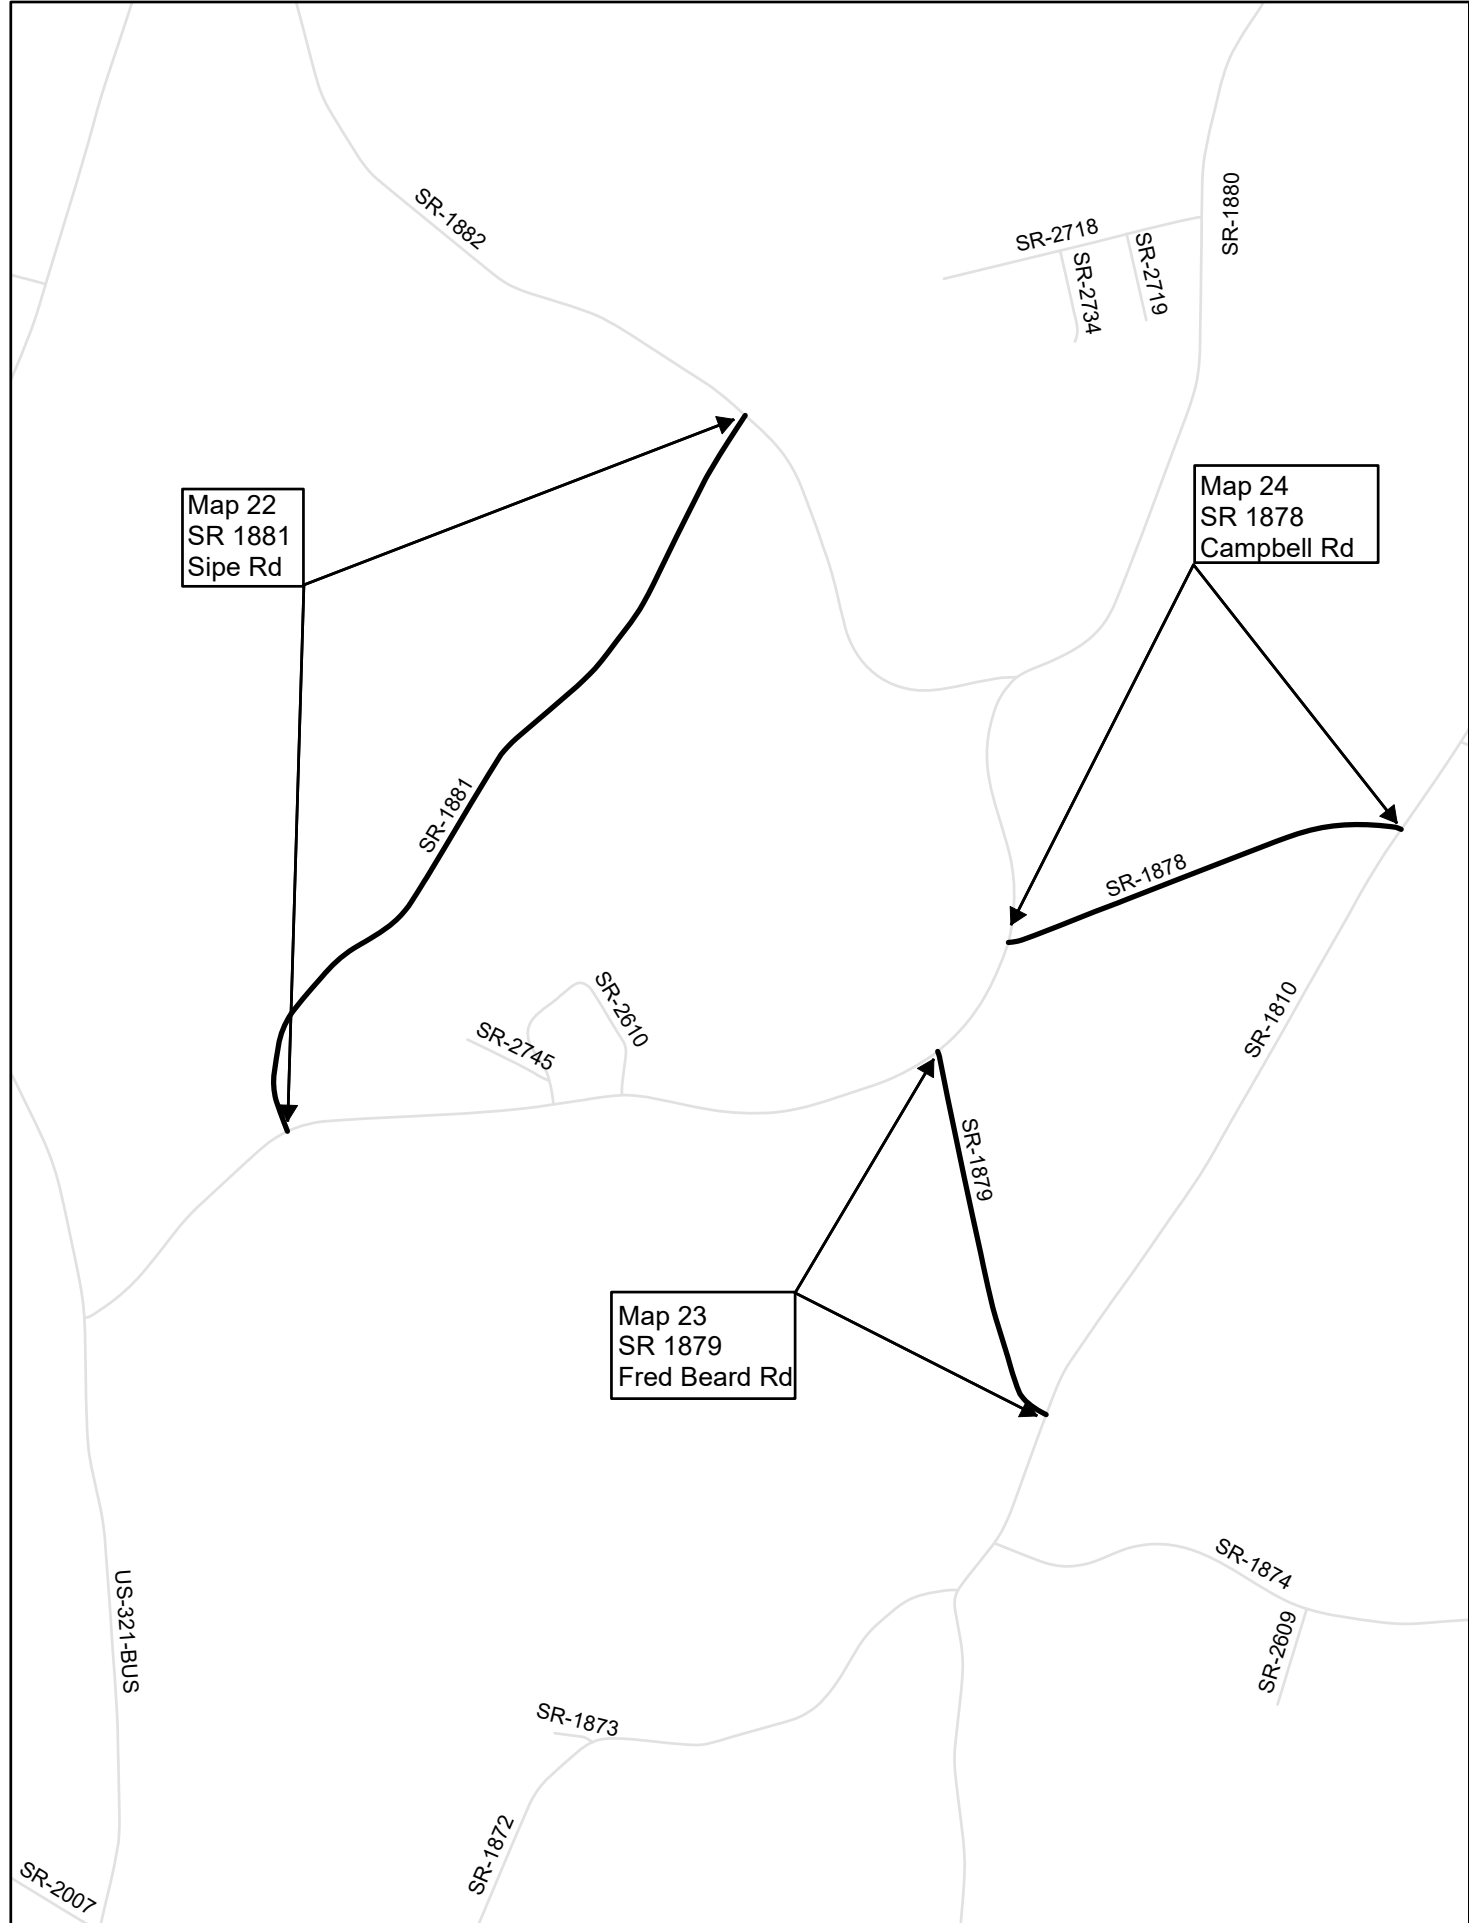 SR-1882
SR-2718
SR-1880
SR-2719
SR-2734
Map 22
SR 1881
Sipe Rd
Map 24
SR 1878
Campbell Rd
SR-1881
SR-1878
SR-2610
SR-2745
SR-1810
SR-1879
Map 23
SR 1879
Fred Beard Rd
SR-1874
US-321-BUS
SR-2609
SR-1873
SR-1872
SR-2007